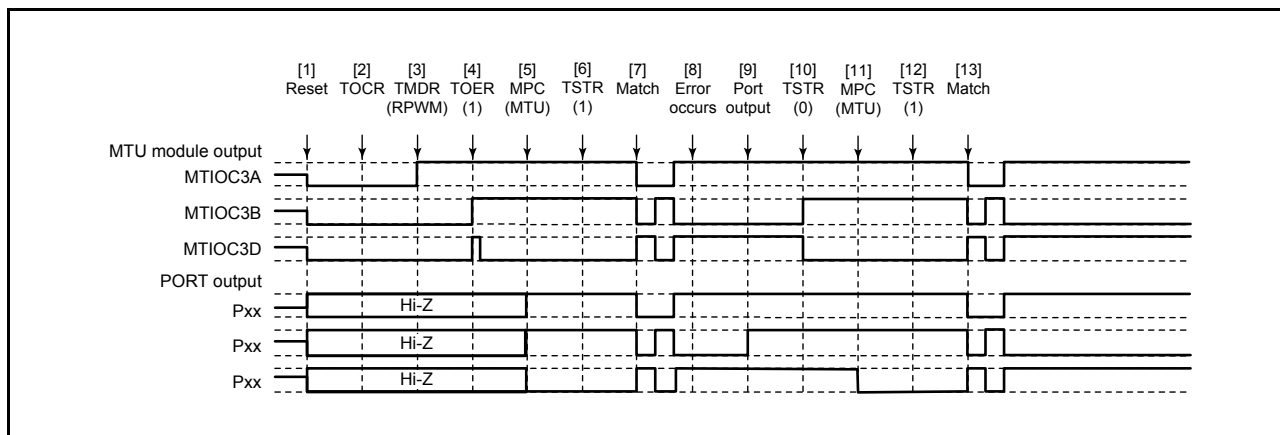 [1] [2] [3] [4] [5] [6] [7] [8] [9] [10] [11] [12] [13]
Reset TOCR TMDR TOER MPC TSTR Match Error Port TSTR MPC TSTR Match
(RPWM) (1) (MTU) (1) occurs output (0) (MTU) (1)
MTU module output
MTIOC3A
MTIOC3B
MTIOC3D
PORT output
Pxx Hi-Z
Pxx Hi-Z
Pxx Hi-Z